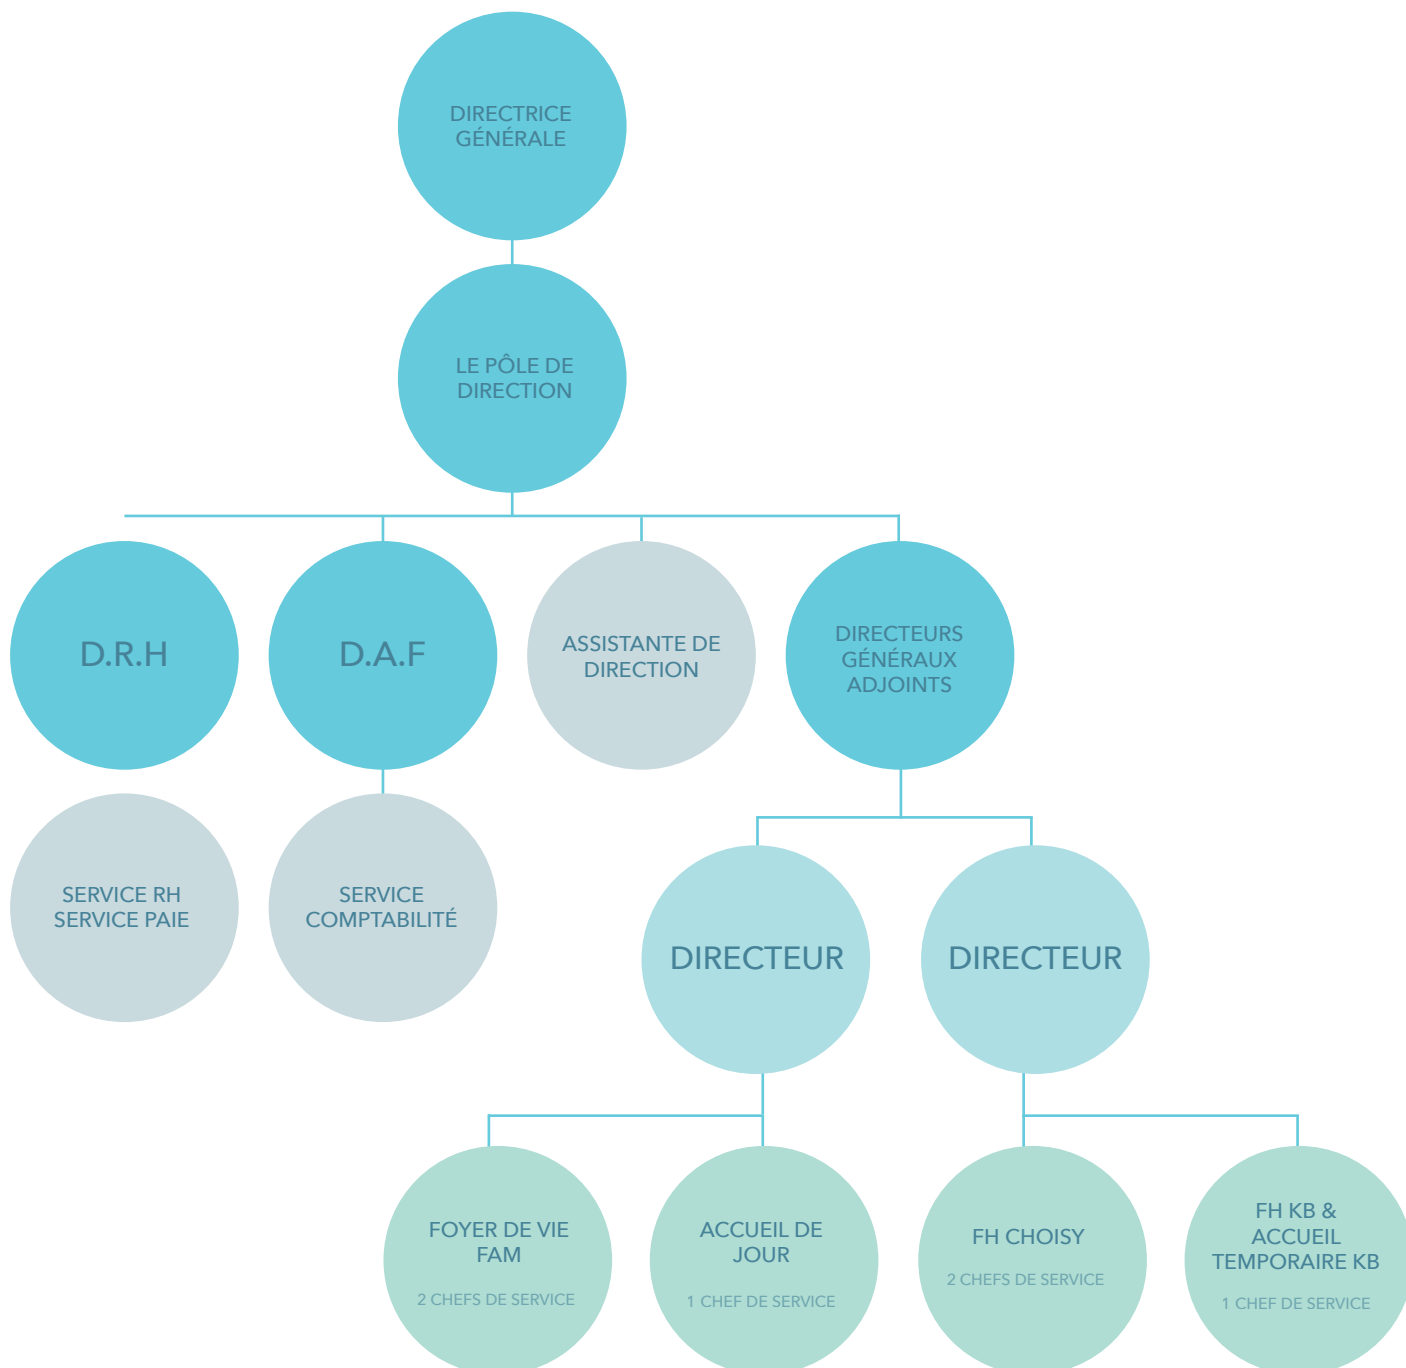 DIRECTRICE
GÉNÉRALE
LE PÔLE DE
DIRECTION
D.R.H
D.A.F
ASSISTANTE DE
DIRECTION
DIRECTEURS
GÉNÉRAUX
ADJOINTS
SERVICE RH
SERVICE PAIE
SERVICE
COMPTABILITÉ
DIRECTEUR
DIRECTEUR
FOYER DE VIE
FAM
2 CHEFS DE SERVICE
ACCUEIL DE
JOUR
1 CHEF DE SERVICE
FH CHOISY
2 CHEFS DE SERVICE
FH KB &
ACCUEIL
TEMPORAIRE KB
1 CHEF DE SERVICE